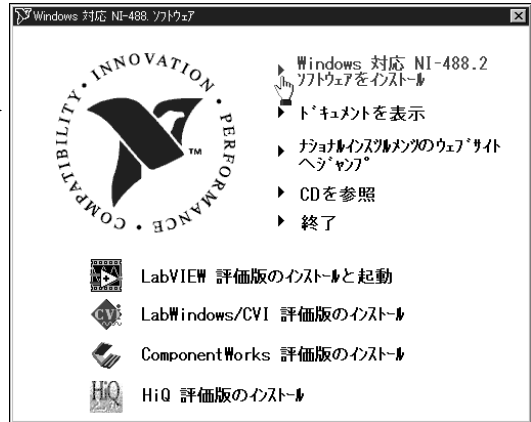 Windows 対応 NI-488. ソフトウェア
INNOVATION · PERFORMANCE · COMPATIBILITY ·
TM
Windows 対応 NI-488.2
ソフトウェアをインストール
ドキュメントを表示
ナショナルインスツルメンツのウェブサイト
へジャンプ
CDを参照
終了
LabVIEW 評価版のインストールと起動
CVI
LabWindows/CVI 評価版のインストール
ComponentWorks 評価版のインストール
HiQ
HiQ 評価版のインストール